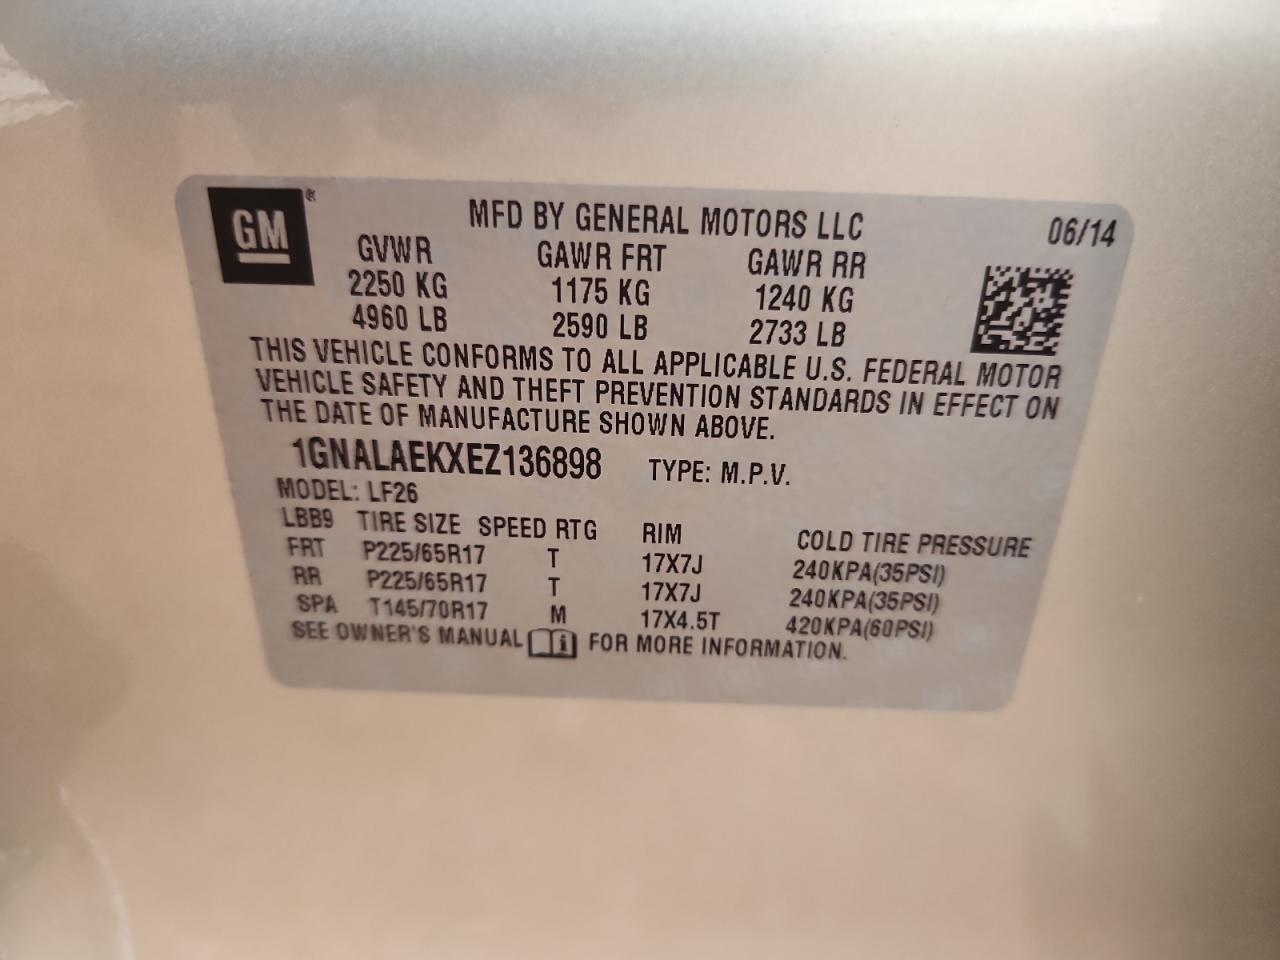 GM®
MFD BY GENERAL MOTORS LLC 06/14
GVWR GAWR FRT GAWR RR
2250 KG 1175 KG 1240 KG
4960 LB 2590 LB 2733 LB
THIS VEHICLE CONFORMS TO ALL APPLICABLE U.S. FEDERAL MOTOR
VEHICLE SAFETY AND THEFT PREVENTION STANDARDS IN EFFECT ON
THE DATE OF MANUFACTURE SHOWN ABOVE.
1GNALAEKXEZ136898 TYPE: M.P.V.
MODEL: LF26
LBB9 TIRE SIZE SPEED RTG RIM COLD TIRE PRESSURE
FRT P225/65R17 T 17X7J 240KPA(35PSI)
RR P225/65R17 T 17X7J 240KPA(35PSI)
SPA T145/70R17 M 17X4.5T 420KPA(60PSI)
SEE OWNER'S MANUAL i FOR MORE INFORMATION.